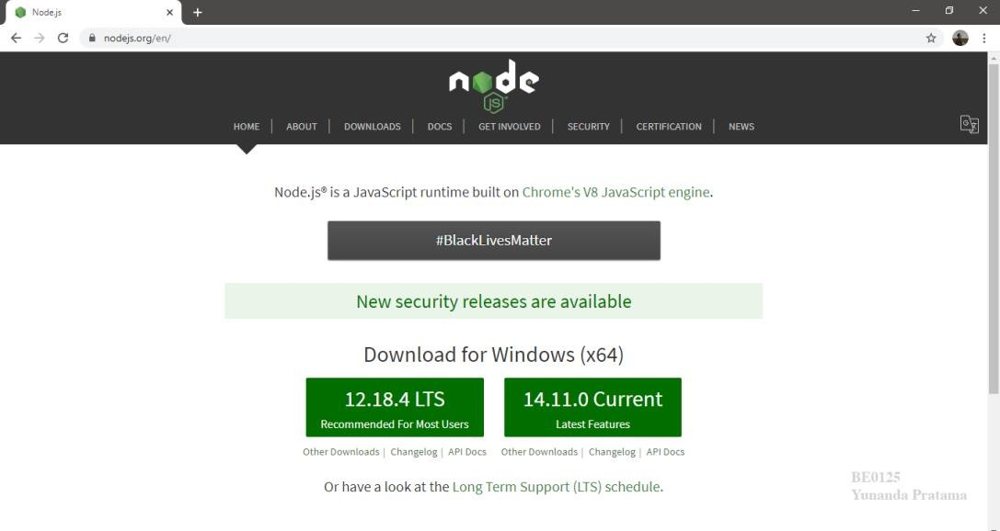 Node.js
nodejs.org/en/
node
JS
HOME | ABOUT | DOWNLOADS | DOCS | GET INVOLVED | SECURITY | CERTIFICATION | NEWS
Node.js® is a JavaScript runtime built on Chrome's V8 JavaScript engine.
#BlackLivesMatter
New security releases are available
Download for Windows (x64)
12.18.4 LTS 14.11.0 Current
Recommended For Most Users Latest Features
Other Downloads | Changelog | API Docs Other Downloads | Changelog | API Docs
Or have a look at the Long Term Support (LTS) schedule.
BE0125
Yunanda Pratama